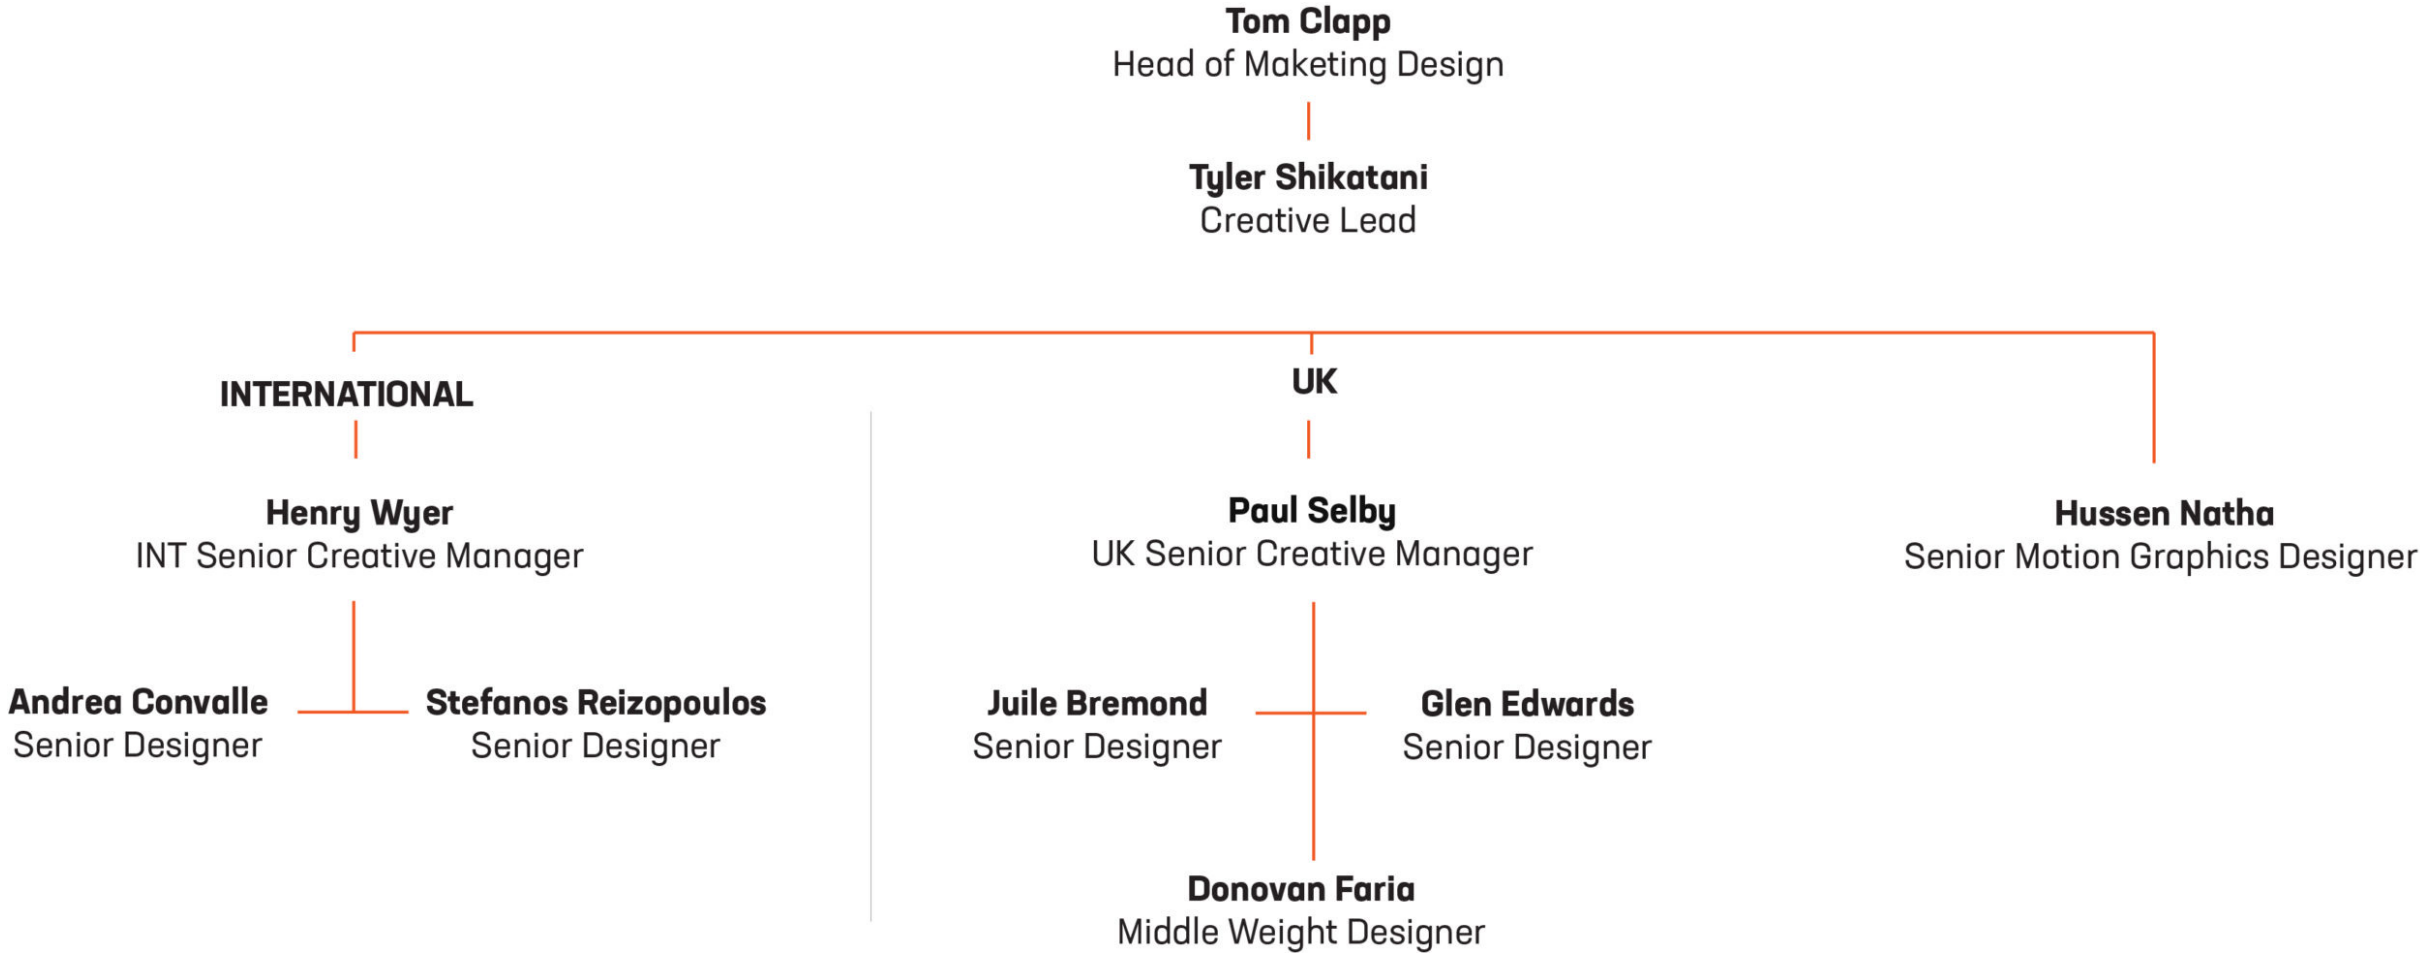 Tom Clapp
Head of Maketing Design
Tyler Shikatani
Creative Lead
INTERNATIONAL
UK
Henry Wyer
INT Senior Creative Manager
Paul Selby
UK Senior Creative Manager
Hussen Natha
Senior Motion Graphics Designer
Andrea Convalle
Senior Designer
Stefanos Reizopoulos
Senior Designer
Juile Bremond
Senior Designer
Glen Edwards
Senior Designer
Donovan Faria
Middle Weight Designer